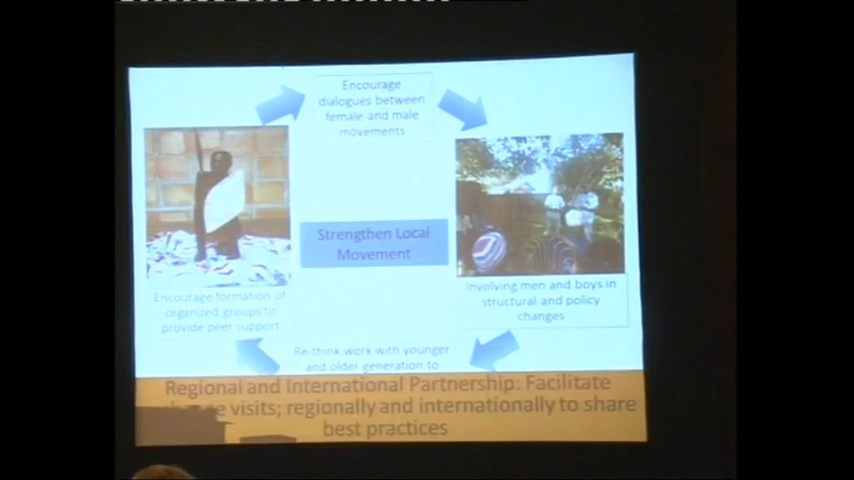 Encourage
dialogues between
female and male
movements
Strengthen Local
Movement
Involving men and boys in
structural and policy
changes
Encourage formation of
organized groups to
provide peer support
Re-think work with younger
and older generation to
Regional and International Partnership: Facilitate
visits; regionally and internationally to share
best practices